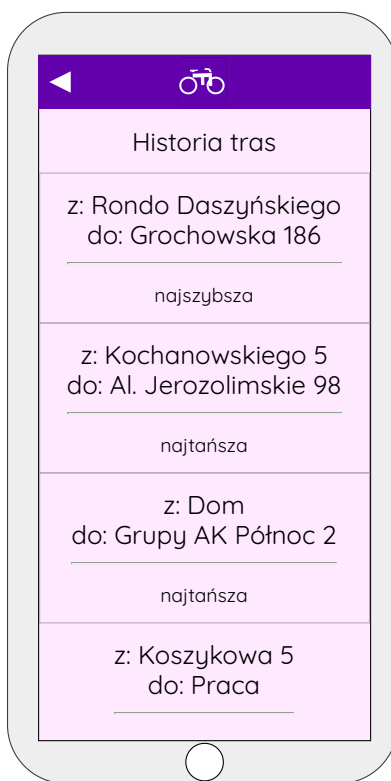 Historia tras
z: Rondo Daszyńskiego
do: Grochowska 186
najszybsza
z: Kochanowskiego 5
do: Al. Jerozolimskie 98
najtańsza
z: Dom
do: Grupy AK Północ 2
najtańsza
z: Koszykowa 5
do: Praca